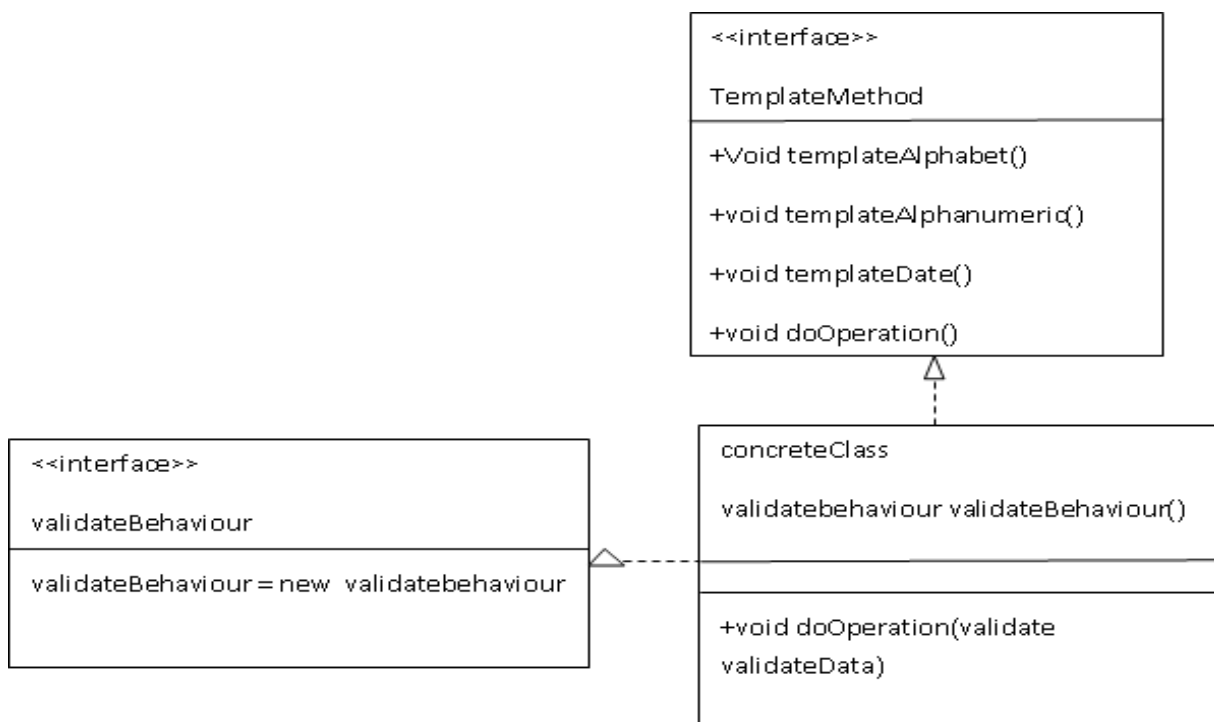 <<interface>>
TemplateMethod
+Void templateAlphabet()
+void templateAlphanumeric()
+void templateDate()
+void doOperation()
<<interface>>
validateBehaviour
validateBehaviour = new validatebehaviour
concreteClass
validatebehaviour validateBehaviour()
+void doOperation(validate
validateData)